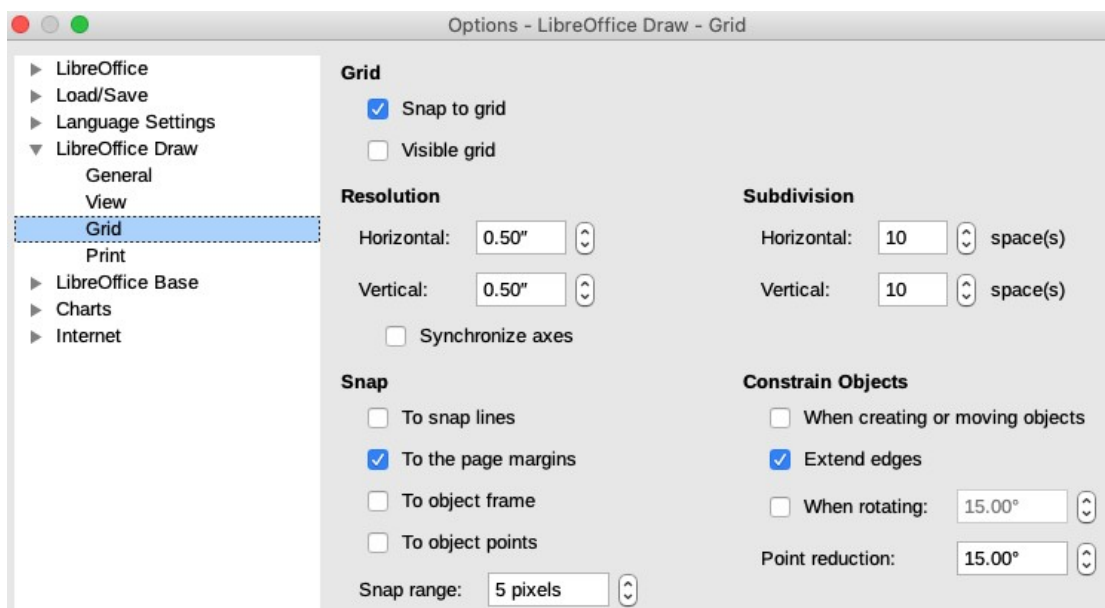 Options - LibreOffice Draw - Grid
LibreOffice
Load/Save
Language Settings
LibreOffice Draw
General
View
Grid
Print
LibreOffice Base
Charts
Internet
Grid
Snap to grid
Visible grid
Resolution
Horizontal: 0.50″
Vertical: 0.50″
Synchronize axes
Subdivision
Horizontal: 10 space(s)
Vertical: 10 space(s)
Snap
To snap lines
To the page margins
To object frame
To object points
Snap range: 5 pixels
Constrain Objects
When creating or moving objects
Extend edges
When rotating: 15.00°
Point reduction: 15.00°